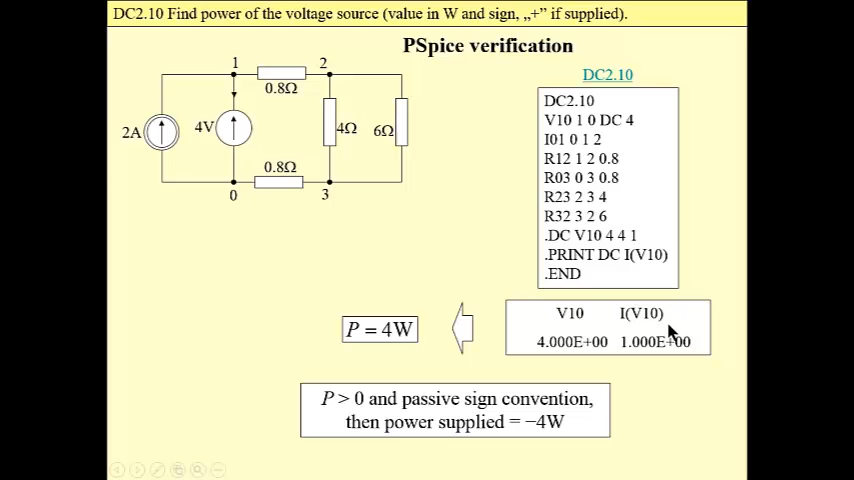 DC2.10 Find power of the voltage source (value in W and sign, „+” if supplied).
PSpice verification
DC2.10
1
2
0.8Ω
2A
4V
4Ω
6Ω
0.8Ω
0
3
DC2.10
V10 1 0 DC 4
I01 0 1 2
R12 1 2 0.8
R03 0 3 0.8
R23 2 3 4
R32 3 2 6
.DC V10 4 4 1
.PRINT DC I(V10)
.END
V10 I(V10)
4.000E+00 1.000E+00
P = 4W
P > 0 and passive sign convention,
then power supplied = −4W